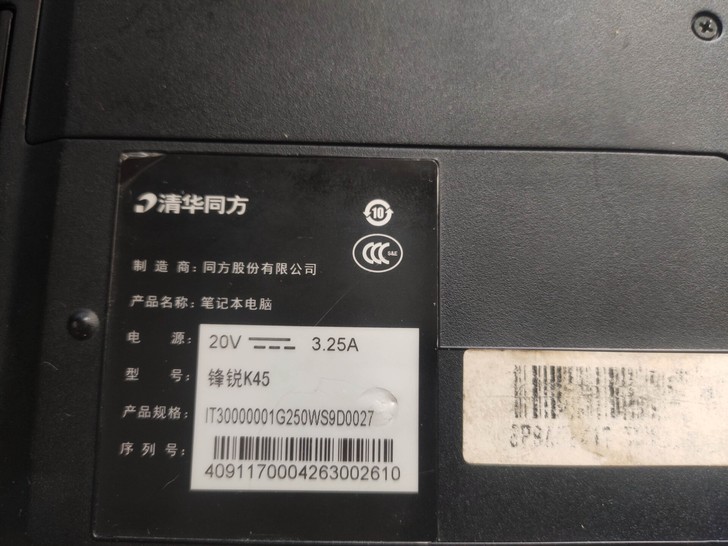 清华同方
10
CCC S&E
制 造 商：同方股份有限公司
产品名称：笔记本电脑
电 源： 20V 3.25A
型 号： 锋锐K45
产品规格： IT30000001G250WS9D0027
序 列 号：
4091170004263002610